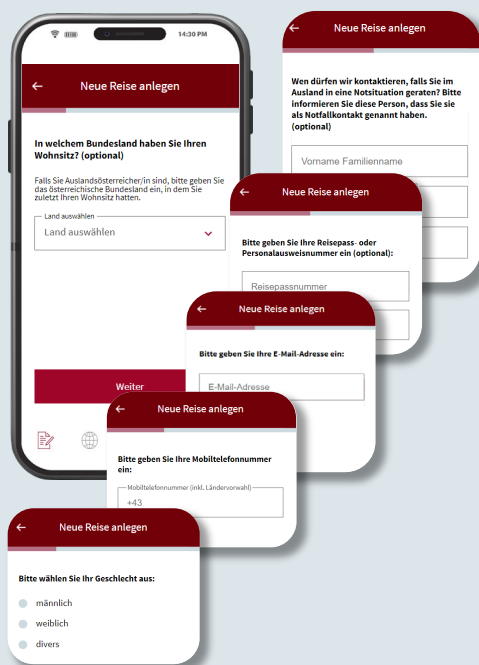 14:30 PM
Neue Reise anlegen
In welchem Bundesland haben Sie Ihren
Wohnsitz? (optional)
Falls Sie Auslandsösterreicher/in sind, bitte geben Sie
das österreichische Bundesland ein, in dem Sie
zuletzt Ihren Wohnsitz hatten.
Land auswählen
Land auswählen
Weiter
Neue Reise anlegen
Wen dürfen wir kontaktieren, falls Sie im
Ausland in eine Notsituation geraten? Bitte
informieren Sie diese Person, dass Sie sie
als Notfallkontakt genannt haben.
(optional)
Vorname Familienname
Neue Reise anlegen
Bitte geben Sie Ihre Reisepass- oder
Personalausweisnummer ein (optional):
Reisepassnummer
Neue Reise anlegen
Bitte geben Sie Ihre E-Mail-Adresse ein:
E-Mail-Adresse
Neue Reise anlegen
Bitte geben Sie Ihre Mobiltelefonnummer
ein:
Mobiltelefonnummer (inkl. Ländervorwahl)
+43
Neue Reise anlegen
Bitte wählen Sie Ihr Geschlecht aus:
männlich
weiblich
divers